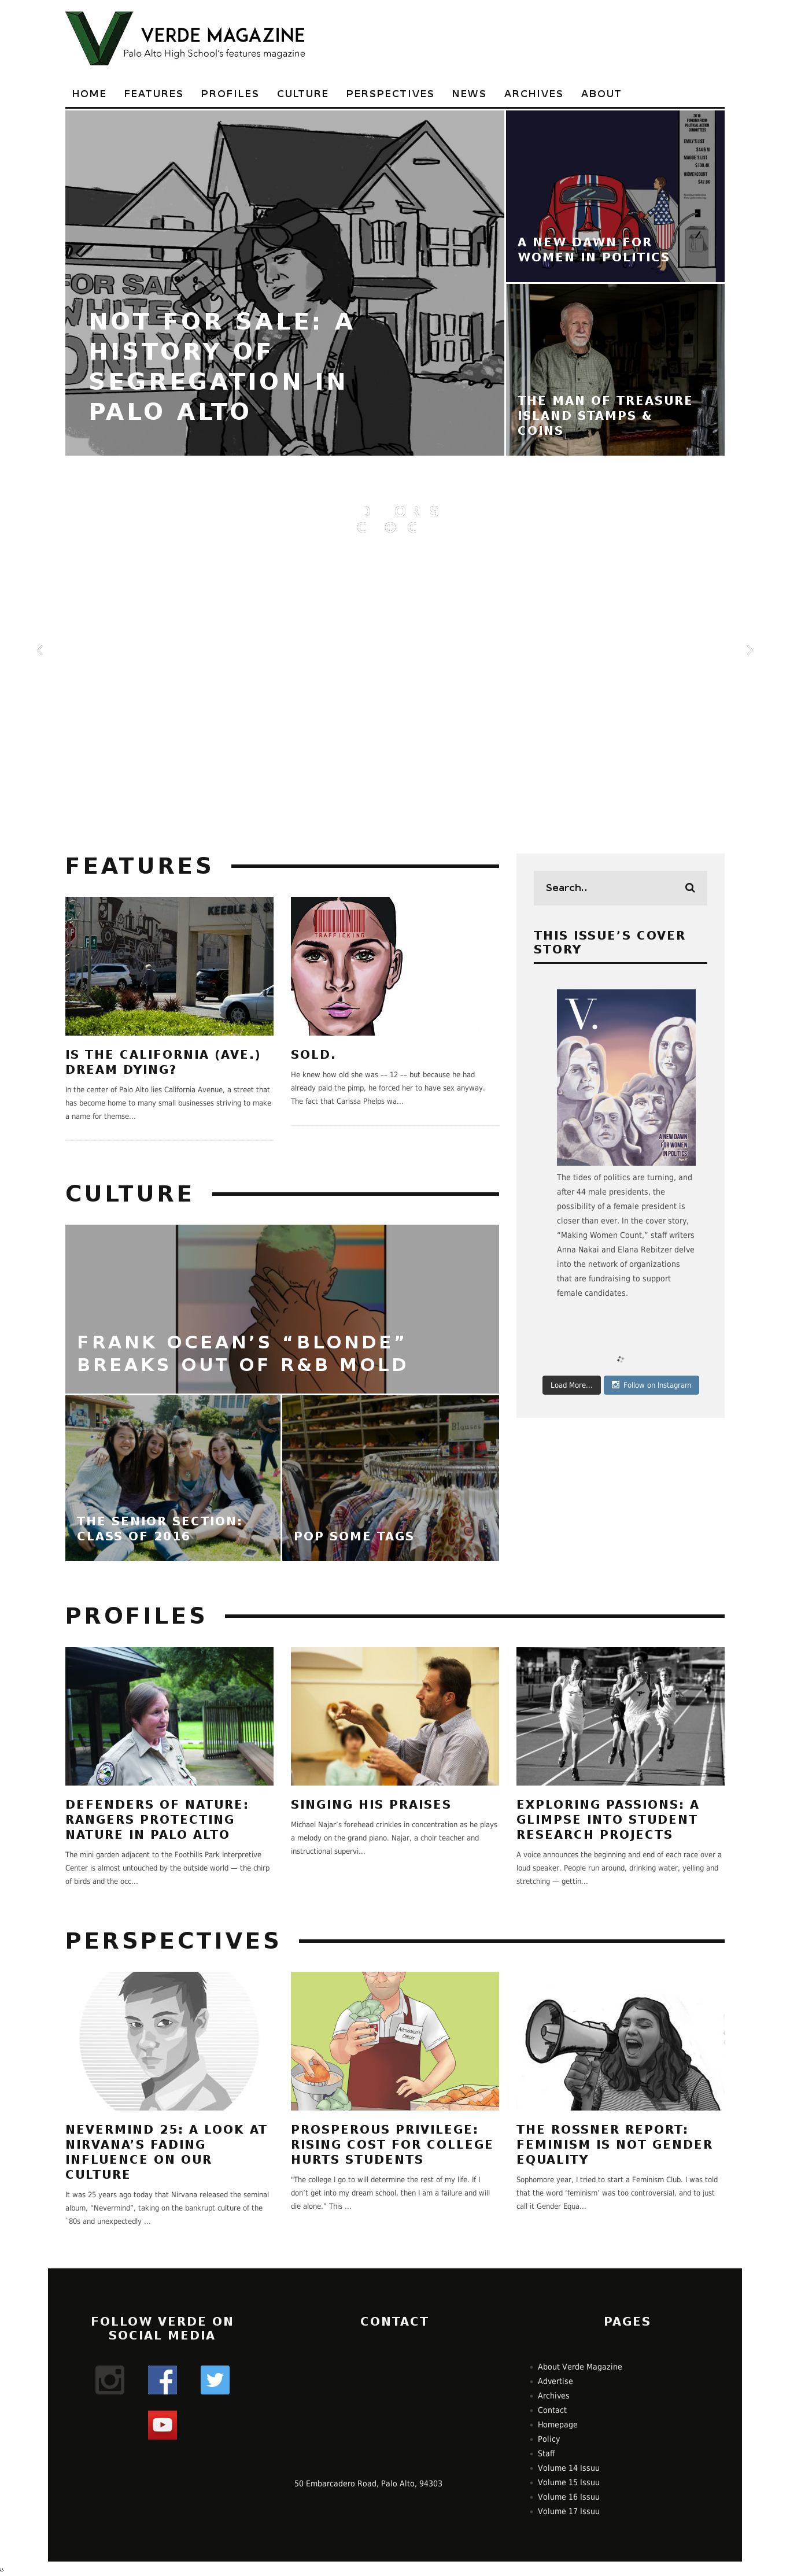 VERDE MAGAZINE
Palo Alto High School's features magazine
HOME FEATURES PROFILES CULTURE PERSPECTIVES NEWS ARCHIVES ABOUT
FOR SALE
WHITES
NOT FOR SALE: A
HISTORY OF
SEGREGATION IN
PALO ALTO
A NEW DAWN FOR
WOMEN IN POLITICS
THE MAN OF TREASURE
ISLAND STAMPS &
COINS
FEATURES
KEEBLE & S
IS THE CALIFORNIA (AVE.)
DREAM DYING?
In the center of Palo Alto lies California Avenue, a street that
has become home to many small businesses striving to make
a name for themse...
TRAFFICKING
SOLD.
He knew how old she was –– 12 –– but because he had
already paid the pimp, he forced her to have sex anyway.
The fact that Carissa Phelps wa...
Search..
THIS ISSUE’S COVER
STORY
V.
A NEW DAWN
FOR WOMEN
IN POLITICS
The tides of politics are turning, and
after 44 male presidents, the
possibility of a female president is
closer than ever. In the cover story,
“Making Women Count,” staff writers
Anna Nakai and Elana Rebitzer delve
into the network of organizations
that are fundraising to support
female candidates.
Load More...
Follow on Instagram
CULTURE
FRANK OCEAN’S “BLONDE”
BREAKS OUT OF R&B MOLD
THE SENIOR SECTION:
CLASS OF 2016
Blouses
POP SOME TAGS
PROFILES
DEFENDERS OF NATURE:
RANGERS PROTECTING
NATURE IN PALO ALTO
The mini garden adjacent to the Foothills Park Interpretive
Center is almost untouched by the outside world — the chirp
of birds and the occ...
SINGING HIS PRAISES
Michael Najar’s forehead crinkles in concentration as he plays
a melody on the grand piano. Najar, a choir teacher and
instructional supervi...
EXPLORING PASSIONS: A
GLIMPSE INTO STUDENT
RESEARCH PROJECTS
A voice announces the beginning and end of each race over a
loud speaker. People run around, drinking water, yelling and
stretching — gettin...
PERSPECTIVES
NEVERMIND 25: A LOOK AT
NIRVANA’S FADING
INFLUENCE ON OUR
CULTURE
It was 25 years ago today that Nirvana released the seminal
album, “Nevermind”, taking on the bankrupt culture of the
`80s and unexpectedly ...
Admissions
Officer
PROSPEROUS PRIVILEGE:
RISING COST FOR COLLEGE
HURTS STUDENTS
"The college I go to will determine the rest of my life. If I
don’t get into my dream school, then I am a failure and will
die alone." This ...
THE ROSSNER REPORT:
FEMINISM IS NOT GENDER
EQUALITY
Sophomore year, I tried to start a Feminism Club. I was told
that the word ‘feminism’ was too controversial, and to just
call it Gender Equa...
FOLLOW VERDE ON
SOCIAL MEDIA
CONTACT
50 Embarcadero Road, Palo Alto, 94303
PAGES
About Verde Magazine
Advertise
Archives
Contact
Homepage
Policy
Staff
Volume 14 Issuu
Volume 15 Issuu
Volume 16 Issuu
Volume 17 Issuu